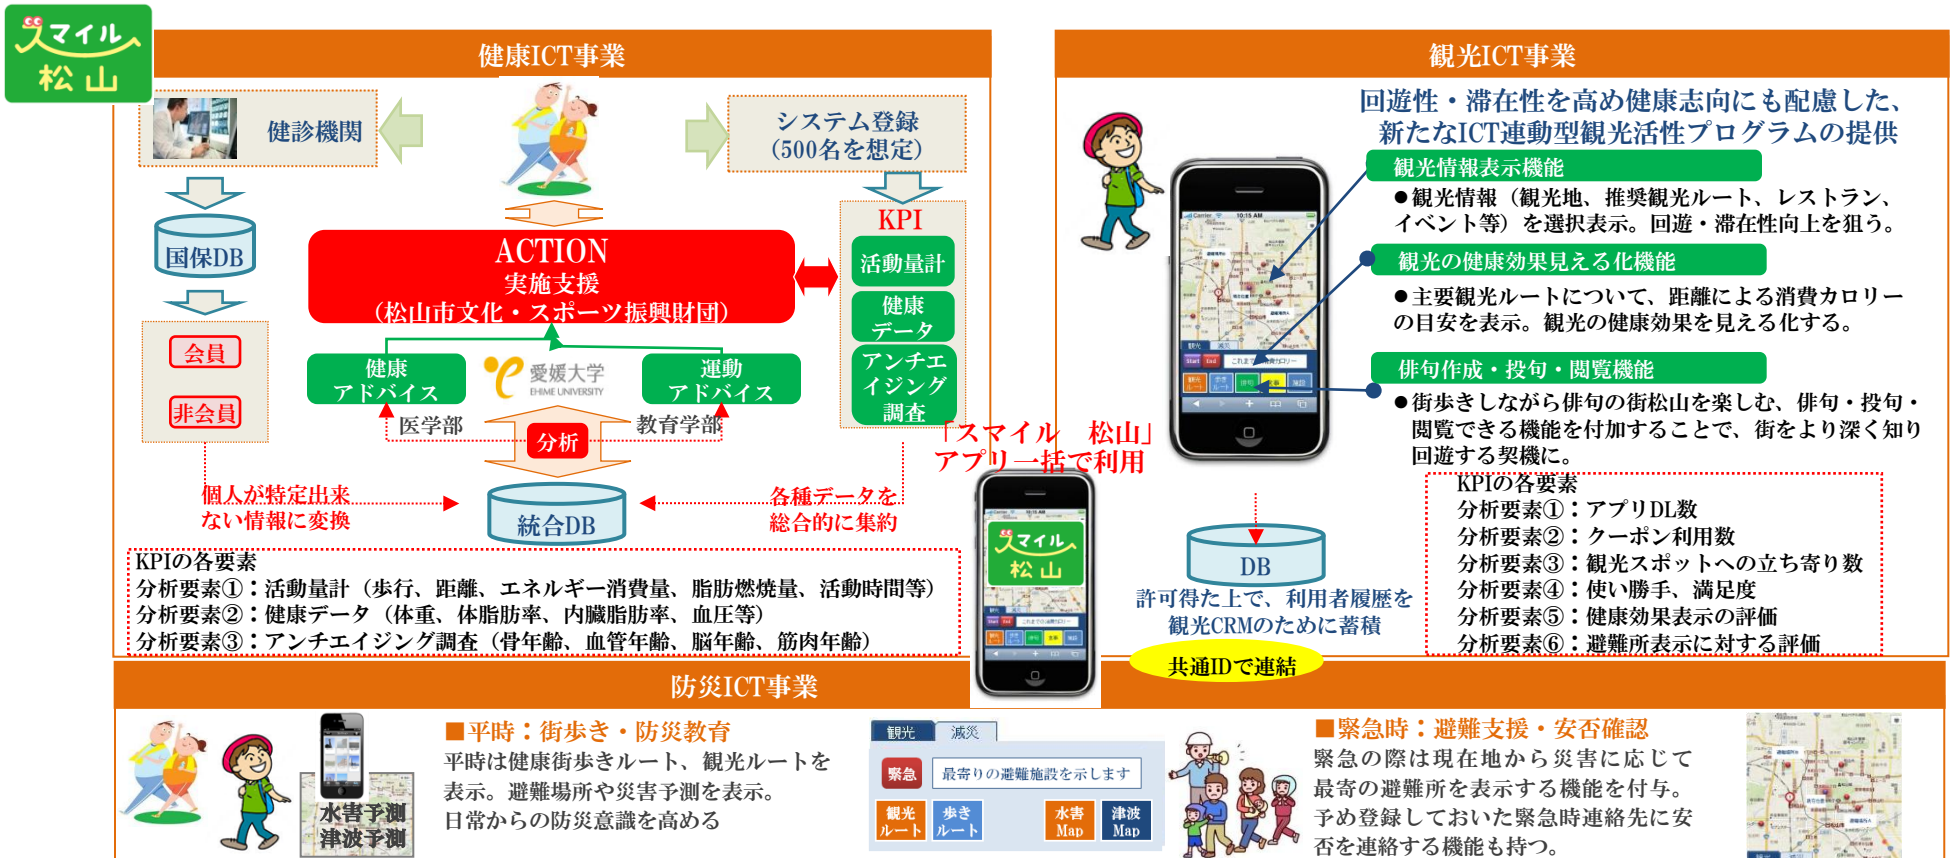 スマイル
松山
健康ICT事業
健診機関
システム登録
(500名を想定)
国保DB
会員
非会員
ACTION
実施支援
(松山市文化・スポーツ振興財団)
KPI
活動量計
健康
データ
アンチエ
イジング
調査
健康
アドバイス
愛媛大学
EHIME UNIVERSITY
運動
アドバイス
医学部
教育学部
分析
個人が特定出来
ない情報に変換
統合DB
各種データを
総合的に集約
KPIの各要素
分析要素①：活動量計（歩行、距離、エネルギー消費量、脂肪燃焼量、活動時間等）
分析要素②：健康データ（体重、体脂肪率、内臓脂肪率、血圧等）
分析要素③：アンチエイジング調査（骨年齢、血管年齢、脳年齢、筋肉年齢）
「スマイル　松山」
アプリ一括で利用
スマイル
松山
観光ICT事業
回遊性・滞在性を高め健康志向にも配慮した、
新たなICT連動型観光活性プログラムの提供
観光情報表示機能
●観光情報（観光地、推奨観光ルート、レストラン、
イベント等）を選択表示。回遊・滞在性向上を狙う。
観光の健康効果見える化機能
●主要観光ルートについて、距離による消費カロリー
の目安を表示。観光の健康効果を見える化する。
俳句作成・投句・閲覧機能
●街歩きしながら俳句の街松山を楽しむ、俳句・投句・
閲覧できる機能を付加することで、街をより深く知り
回遊する契機に。
Carrier 10:15 AM
観光 減災
Start End
観光
ルート
歩き
ルート
俳句
施設
DB
許可得た上で、利用者履歴を
観光CRMのために蓄積
共通IDで連結
KPIの各要素
分析要素①：アプリDL数
分析要素②：クーポン利用数
分析要素③：観光スポットへの立ち寄り数
分析要素④：使い勝手、満足度
分析要素⑤：健康効果表示の評価
分析要素⑥：避難所表示に対する評価
防災ICT事業
水害予測
津波予測
■平時：街歩き・防災教育
平時は健康街歩きルート、観光ルートを
表示。避難場所や災害予測を表示。
日常からの防災意識を高める
観光 減災
緊急 最寄りの避難施設を示します
観光
ルート
歩き
ルート
水害
Map
津波
Map
■緊急時：避難支援・安否確認
緊急の際は現在地から災害に応じて
最寄の避難所を表示する機能を付与。
予め登録しておいた緊急時連絡先に安
否を連絡する機能も持つ。